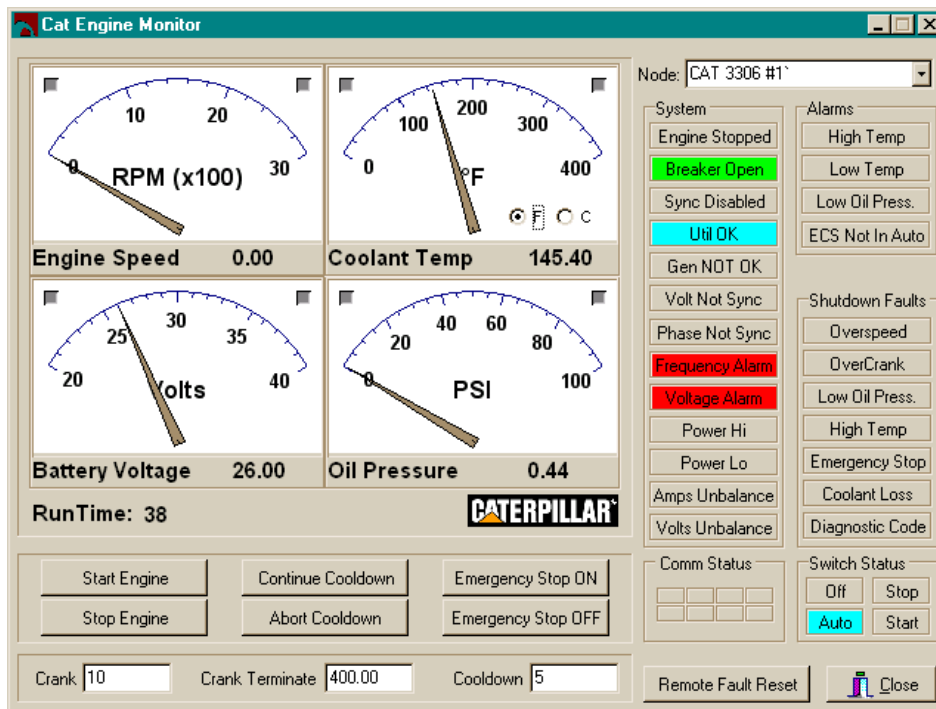 Cat Engine Monitor
10 20
0 30
RPM (x100)
Engine Speed 0.00
100 200 300
0 400
°F
F C
Coolant Temp 145.40
25 30 35
20 40
Volts
Battery Voltage 26.00
20 40 60 80
0 100
PSI
Oil Pressure 0.44
RunTime: 38
CATERPILLAR
Start Engine
Continue Cooldown
Emergency Stop ON
Stop Engine
Abort Cooldown
Emergency Stop OFF
Crank 10
Crank Terminate 400.00
Cooldown 5
Node: CAT 3306 #1`
System
Engine Stopped
Breaker Open
Sync Disabled
Util OK
Gen NOT OK
Volt Not Sync
Phase Not Sync
Frequency Alarm
Voltage Alarm
Power Hi
Power Lo
Amps Unbalance
Volts Unbalance
Alarms
High Temp
Low Temp
Low Oil Press.
ECS Not In Auto
Shutdown Faults
Overspeed
OverCrank
Low Oil Press.
High Temp
Emergency Stop
Coolant Loss
Diagnostic Code
Comm Status
Switch Status
Off Stop
Auto Start
Remote Fault Reset
Close